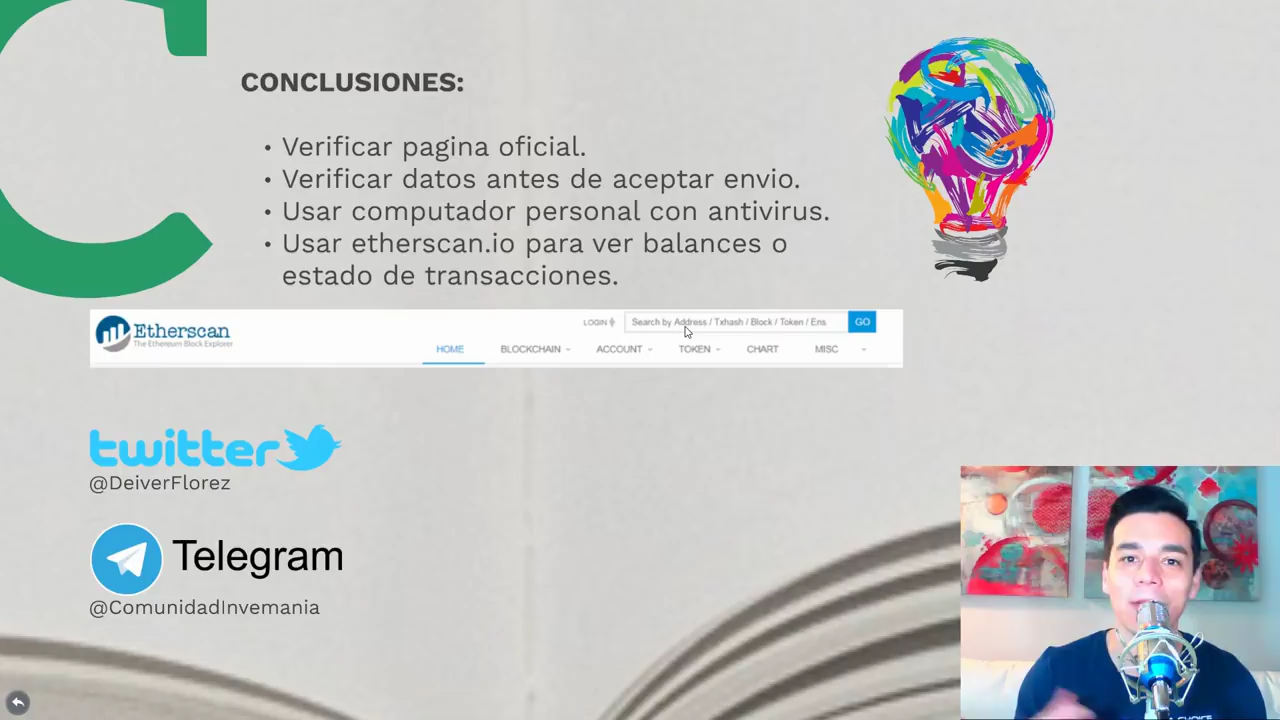 CONCLUSIONES:
• Verificar pagina oficial.
• Verificar datos antes de aceptar envio.
• Usar computador personal con antivirus.
• Usar etherscan.io para ver balances o
estado de transacciones.
Etherscan
The Ethereum Block Explorer
LOGIN
Search by Address / Txhash / Block / Token / Ens
GO
HOME BLOCKCHAIN ACCOUNT TOKEN CHART MISC
twitter
@DeiverFlorez
Telegram
@ComunidadInvemania